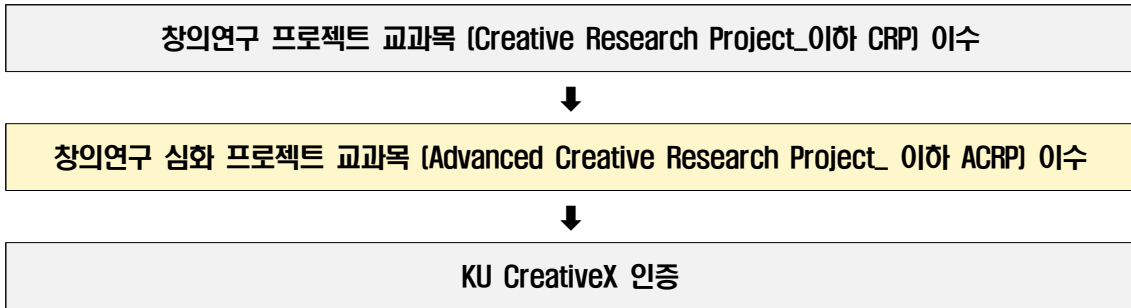 창의연구 프로젝트 교과목 (Creative Research Project_이하 CRP) 이수
⬇
창의연구 심화 프로젝트 교과목 (Advanced Creative Research Project_ 이하 ACRP) 이수
⬇
KU CreativeX 인증